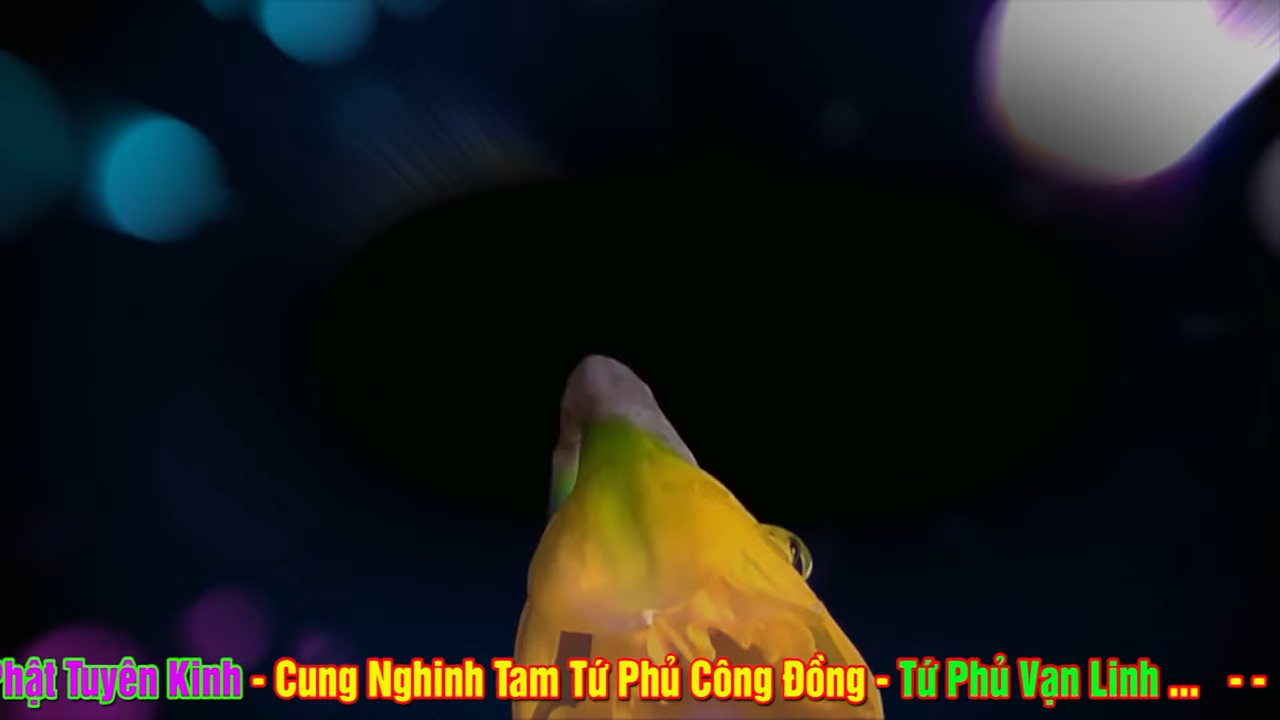 Phật Tuyên Kinh - Cung Nghinh Tam Tứ Phủ Công Đồng - Tứ Phủ Vạn Linh ... - -